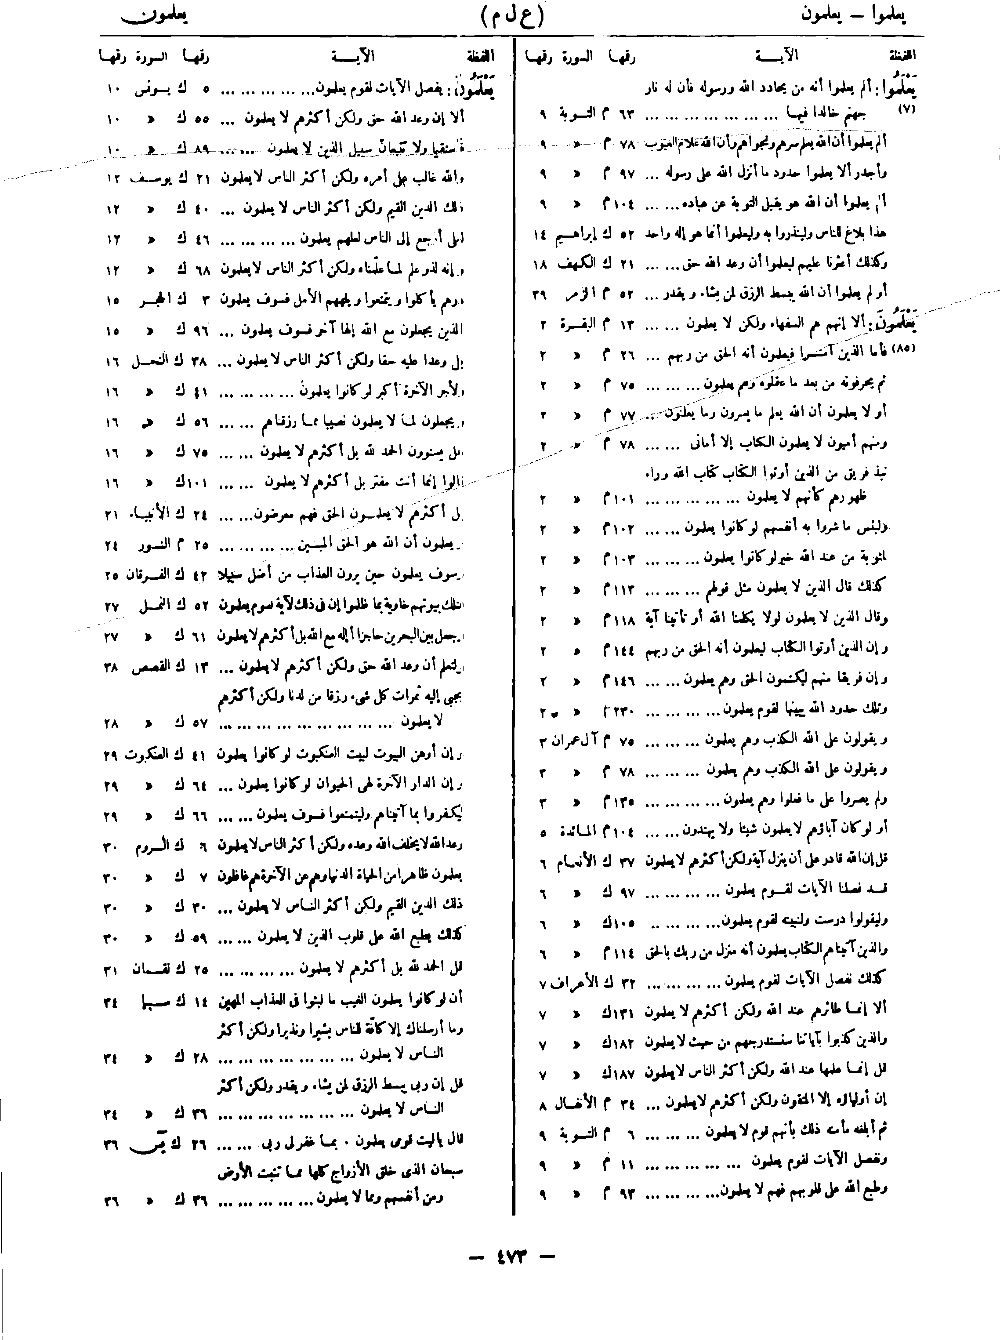 يعلموا – يعلمون
(ع ل م)
يعلمون
اللفظة الآيــة رقمها السورة رقمها
يَعْلَمُوا : ألم يعلموا أنه من يحادد الله ورسوله فأن له نار
(٧) جهنم خالدا فيها ... ... ... ... ... ... ٦٣ م التوبة ٩
ألم يعلموا أن الله يعلم سرهم ونجواهم وأن الله علام الغيوب ٧٨ م » ٩
وأجدر ألا يعلموا حدود ما أنزل الله على رسوله ... ٩٧ م » ٩
ألم يعلموا أن الله هو يقبل التوبة عن عباده... ... ١٠٤ م » ٩
هذا بلاغ للناس ولينذروا به وليعلموا أنما هو إله واحد ٥٢ ك إبراهيم ١٤
وكذلك أعثرنا عليهم ليعلموا أن وعد الله حق... ... ٢١ ك الكهف ١٨
أو لم يعلموا أن الله يبسط الرزق لمن يشاء ويقدر... ٥٢ م الزمر ٣٩
يَعْلَمُونَ : ألا إنهم هم السفهاء ولكن لا يعلمون ... ... ١٣ م البقرة ٢
(٨٥) فأما الذين آمنوا فيعلمون أنه الحق من ربهم ... ٢٦ م » ٢
ثم يحرفونه من بعد ما عقلوه وهم يعلمون... ... ... ٧٥ م » ٢
أو لا يعلمون أن الله يعلم ما يسرون وما يعلنون... ٧٧ م » ٢
ومنهم أميون لا يعلمون الكتاب إلا أمانى ... ... ٧٨ م » ٢
نبذ فريق من الذين أوتوا الكتاب كتاب الله وراء
ظهورهم كأنهم لا يعلمون ... ... ... ... ... ١٠١ م » ٢
ولبئس ما شروا به أنفسهم لو كانوا يعلمون... ... ١٠٢ م » ٢
لمثوبة من عند الله خير لو كانوا يعلمون ... ... ١٠٣ م » ٢
كذلك قال الذين لا يعلمون مثل قولهم ... ... ... ١١٣ م » ٢
وقال الذين لا يعلمون لولا يكلمنا الله أو تأتينا آية ١١٨ م » ٢
وإن الذين أوتوا الكتاب ليعلمون أنه الحق من ربهم ١٤٤ م » ٢
وإن فريقا منهم ليكتمون الحق وهم يعلمون... ... ١٤٦ م » ٢
وتلك حدود الله يبينها لقوم يعلمون... ... ... ... ٢٣٠ م » ٢
ويقولون على الله الكذب وهم يعلمون ... ... ... ٧٥ م آل عمران ٣
ويقولون على الله الكذب وهم يعلمون ... ... ... ٧٨ م » ٣
ولم يصروا على ما فعلوا وهم يعلمون... ... ... ١٣٥ م » ٣
أو لو كان آباؤهم لا يعلمون شيئا ولا يهتدون... ... ١٠٤ م المائدة ٥
قل إن الله قادر على أن ينزل آية ولكن أكثرهم لا يعلمون ٣٧ ك الأنعام ٦
قد فصلنا الآيات لقوم يعلمون ... ... ... ... ٩٧ ك » ٦
وليقولوا درست ولنبينه لقوم يعلمون... ... ... .. ١٠٥ ك » ٦
والذين آتيناهم الكتاب يعلمون أنه منزل من ربك بالحق ١١٤ م » ٦
كذلك نفصل الآيات لقوم يعلمون ... ... ... ... ٣٢ ك الأعراف ٧
ألا إنما طائرهم عند الله ولكن أكثرهم لا يعلمون ١٣١ ك » ٧
والذين كذبوا بآياتنا سنستدرجهم من حيث لا يعلمون ١٨٢ ك » ٧
قل إنما علمها عند الله ولكن أكثر الناس لا يعلمون ١٨٧ ك » ٧
إن أولياؤه إلا المتقون ولكن أكثرهم لا يعلمون... ٣٤ م الأنفال ٨
ثم أبلغه مأمنه ذلك بأنهم قوم لا يعلمون... ... ... ٦ م التوبة ٩
ونفصل الآيات لقوم يعلمون ... ... ... ... ... ١١ م » ٩
وطبع الله على قلوبهم فهم لا يعلمون... ... ... ... ٩٣ م » ٩
اللفظة الآيــة رقمها السورة رقمها
يَعْلَمُونَ : يفصل الآيات لقوم يعلمون... ... ... ... ... ٥ ك يونس ١٠
ألا إن وعد الله حق ولكن أكثرهم لا يعلمون ... ... ٥٥ ك » ١٠
فاستقيما ولا تتبعان سبيل الذين لا يعلمون ... ... ٨٩ ك » ١٠
والله غالب على أمره ولكن أكثر الناس لا يعلمون ٢١ ك يوسف ١٢
ذلك الدين القيم ولكن أكثر الناس لا يعلمون ... ٤٠ ك » ١٢
لعلى أرجع إلى الناس لعلهم يعلمون... ... ... ... ٤٦ ك » ١٢
وإنه لذو علم لما علمناه ولكن أكثر الناس لا يعلمون ٦٨ ك » ١٢
ذرهم يأكلوا ويتمتعوا ويلههم الأمل فسوف يعلمون ٣ ك الحجر ١٥
الذين يجعلون مع الله إلها آخر فسوف يعلمون ... ٩٦ ك » ١٥
بلى وعدا عليه حقا ولكن أكثر الناس لا يعلمون... ٣٨ ك النحل ١٦
ولأجر الآخرة أكبر لو كانوا يعلمون ... ... ... ٤١ ك » ١٦
ويجعلون لما لا يعلمون نصيبا مما رزقناهم ... ... ٥٦ ك » ١٦
هل يستوون الحمد لله بل أكثرهم لا يعلمون ... ... ٧٥ ك » ١٦
قالوا إنما أنت مفتر بل أكثرهم لا يعلمون ... ... ١٠١ ك » ١٦
بل أكثرهم لا يعلمون الحق فهم معرضون... ... ٢٤ ك الأنبياء ٢١
ويعلمون أن الله هو الحق المبين... ... ... ... ٢٥ م النور ٢٤
وسوف يعلمون حين يرون العذاب من أضل سبيلا ٤٢ ك الفرقان ٢٥
فتلك بيوتهم خاوية بما ظلموا إن فى ذلك لآية لقوم يعلمون ٥٢ ك النمل ٢٧
وجعل بين البحرين حاجزا أإله مع الله بل أكثرهم لا يعلمون ٦١ ك » ٢٧
ولتعلم أن وعد الله حق ولكن أكثرهم لا يعلمون ... ١٣ ك القصص ٢٨
يجبى إليه ثمرات كل شىء رزقا من لدنا ولكن أكثرهم
لا يعلمون ... ... ... ... ... ... ... ... ٥٧ ك » ٢٨
وإن أوهن البيوت لبيت العنكبوت لو كانوا يعلمون ٤١ ك العنكبوت ٢٩
وإن الدار الآخرة لهى الحيوان لو كانوا يعلمون ... ٦٤ ك » ٢٩
ليكفروا بما آتيناهم وليتمتعوا فسوف يعلمون ... ... ٦٦ ك » ٢٩
وعد الله لا يخلف الله وعده ولكن أكثر الناس لا يعلمون ٦ ك الروم ٣٠
يعلمون ظاهرا من الحياة الدنيا وهم عن الآخرة هم غافلون ٧ ك » ٣٠
ذلك الدين القيم ولكن أكثر الناس لا يعلمون ... ٣٠ ك » ٣٠
كذلك يطبع الله على قلوب الذين لا يعلمون... ... ٥٩ ك » ٣٠
قل الحمد لله بل أكثرهم لا يعلمون... ... ... ... ٢٥ ك لقمان ٣١
أن لو كانوا يعلمون الغيب ما لبثوا فى العذاب المهين ١٤ ك سبإ ٣٤
وما أرسلناك إلا كافة للناس بشيرا ونذيرا ولكن أكثر
الناس لا يعلمون ... ... ... ... ... ... ... ٢٨ ك » ٣٤
قل إن ربى يبسط الرزق لمن يشاء ويقدر ولكن أكثر
الناس لا يعلمون... ... ... ... ... ... ... ٣٦ ك » ٣٤
قال ياليت قومى يعلمون . بما غفر لى ربى ... ... ٢٦ ك يس ٣٦
سبحان الذى خلق الأزواج كلها مما تنبت الأرض
ومن أنفسهم ومما لا يعلمون... ... ... ... ... ٣٦ ك » ٣٦
– ٤٧٣ –